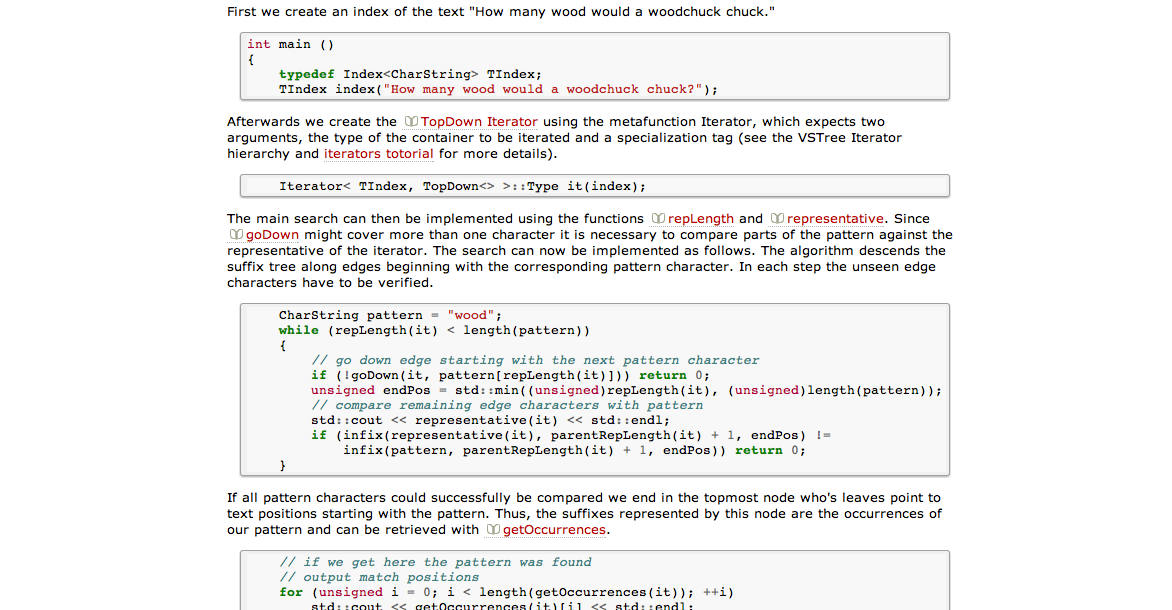 First we create an index of the text "How many wood would a woodchuck chuck."
int main ()
{
    typedef Index<CharString> TIndex;
    TIndex index("How many wood would a woodchuck chuck?");
Afterwards we create the TopDown Iterator using the metafunction Iterator, which expects two
arguments, the type of the container to be iterated and a specialization tag (see the VSTree Iterator
hierarchy and iterators totorial for more details).
    Iterator< TIndex, TopDown<> >::Type it(index);
The main search can then be implemented using the functions repLength and representative. Since
goDown might cover more than one character it is necessary to compare parts of the pattern against the
representative of the iterator. The search can now be implemented as follows. The algorithm descends the
suffix tree along edges beginning with the corresponding pattern character. In each step the unseen edge
characters have to be verified.
    CharString pattern = "wood";
    while (repLength(it) < length(pattern))
    {
        // go down edge starting with the next pattern character
        if (!goDown(it, pattern[repLength(it)])) return 0;
        unsigned endPos = std::min((unsigned)repLength(it), (unsigned)length(pattern));
        // compare remaining edge characters with pattern
        std::cout << representative(it) << std::endl;
        if (infix(representative(it), parentRepLength(it) + 1, endPos) !=
            infix(pattern, parentRepLength(it) + 1, endPos)) return 0;
    }
If all pattern characters could successfully be compared we end in the topmost node who's leaves point to
text positions starting with the pattern. Thus, the suffixes represented by this node are the occurrences of
our pattern and can be retrieved with getOccurrences.
    // if we get here the pattern was found
    // output match positions
    for (unsigned i = 0; i < length(getOccurrences(it)); ++i)
        std::cout << getOccurrences(it)[i] << std::endl;